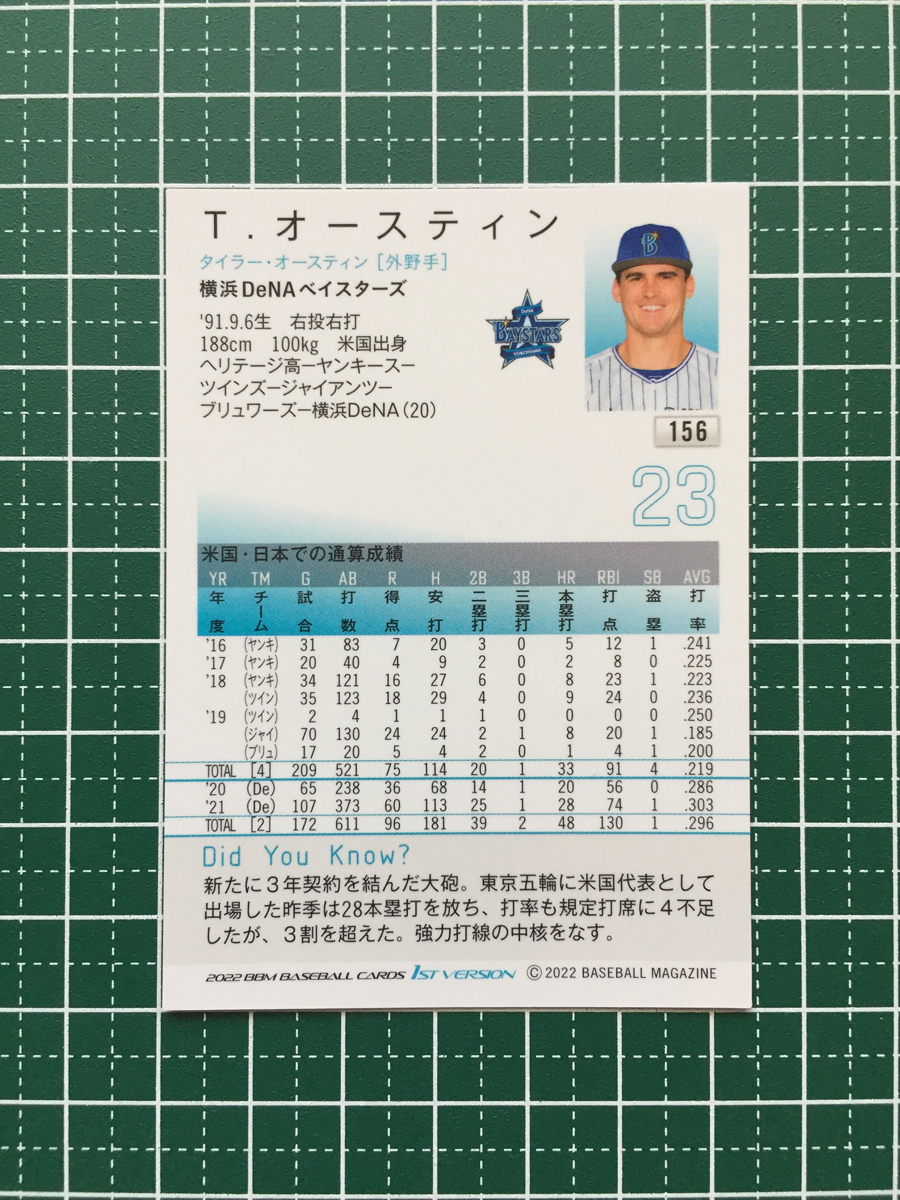 T.オースティン
タイラー・オースティン [外野手]
横浜DeNAベイスターズ
'91.9.6生 右投右打
188cm 100kg 米国出身
ヘリテージ高ーヤンキースー
ツインズージャイアンツー
ブリュワーズー横浜DeNA(20)
B
DeNA
BAYSTARS
YOKOHAMA
156
23
米国・日本での通算成績
YR TM G AB R H 2B 3B HR RBI SB AVG
年度 チーム 試合 打数 得点 安打 二塁打 三塁打 本塁打 打点 盗塁 打率
'16 (ヤンキ) 31 83 7 20 3 0 5 12 1 .241
'17 (ヤンキ) 20 40 4 9 2 0 2 8 0 .225
'18 (ヤンキ) 34 121 16 27 6 0 8 23 1 .223
(ツイン) 35 123 18 29 4 0 9 24 0 .236
'19 (ツイン) 2 4 1 1 1 0 0 0 0 .250
(ジャイ) 70 130 24 24 2 1 8 20 1 .185
(ブリュ) 17 20 5 4 2 0 1 4 1 .200
TOTAL [4] 209 521 75 114 20 1 33 91 4 .219
'20 (De) 65 238 36 68 14 1 20 56 0 .286
'21 (De) 107 373 60 113 25 1 28 74 1 .303
TOTAL [2] 172 611 96 181 39 2 48 130 1 .296
Did You Know?
新たに3年契約を結んだ大砲。東京五輪に米国代表として
出場した昨季は28本塁打を放ち、打率も規定打席に4不足
したが、3割を超えた。強力打線の中核をなす。
2022 BBM BASEBALL CARDS 1ST VERSION © 2022 BASEBALL MAGAZINE